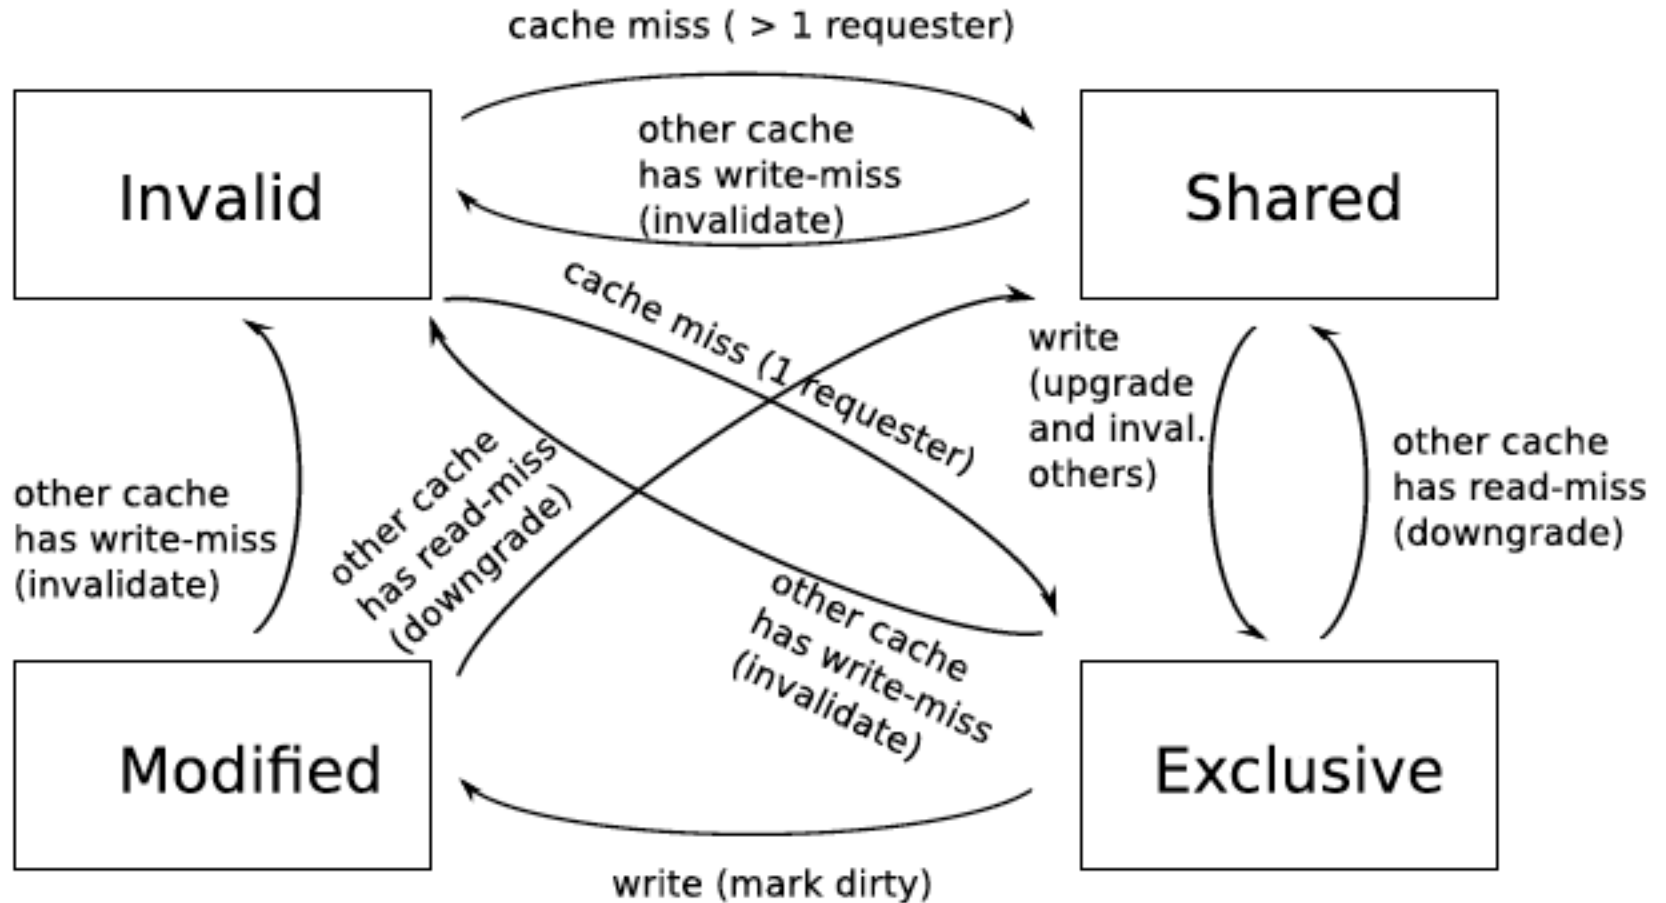 cache miss ( > 1 requester)
Invalid
other cache
has write-miss
(invalidate)
Shared
cache miss (1 requester)
write
(upgrade
and inval.
others)
other cache
has read-miss
(downgrade)
other cache
has write-miss
(invalidate)
other cache
has read-miss
(downgrade)
other cache
has write-miss
(invalidate)
Modified
Exclusive
write (mark dirty)